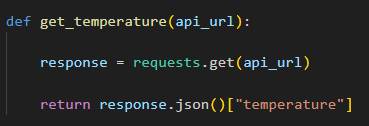 def get_temperature(api_url):
    response = requests.get(api_url)
    return response.json()["temperature"]